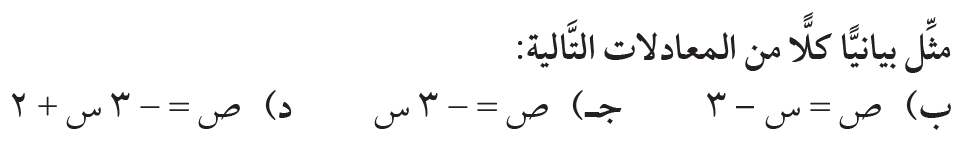 مثِّل بيانيًّا كلًّا من المعادلات التَّالية:
ب) ص = س – ٣ جـ) ص = – ٣ س د) ص = – ٣ س + ٢